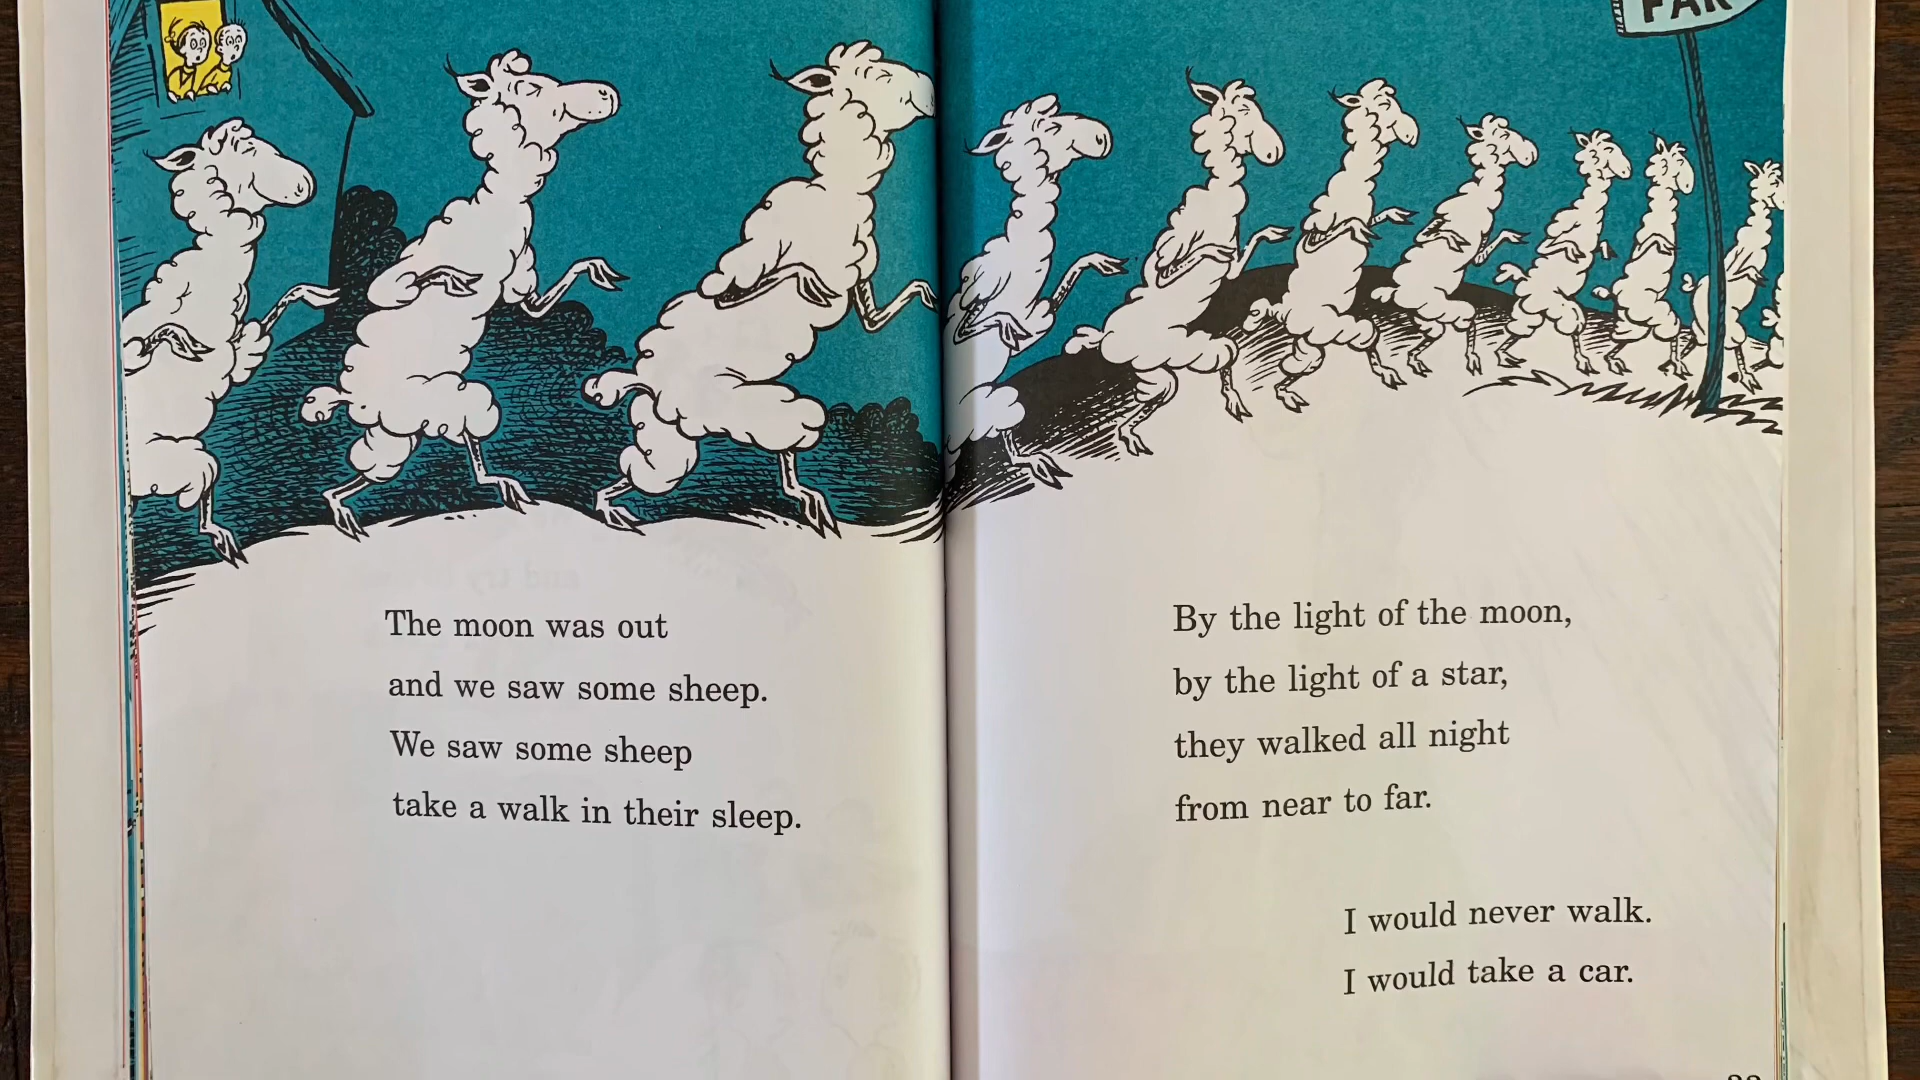 FAR
The moon was out
and we saw some sheep.
We saw some sheep
take a walk in their sleep.
By the light of the moon,
by the light of a star,
they walked all night
from near to far.
I would never walk.
I would take a car.